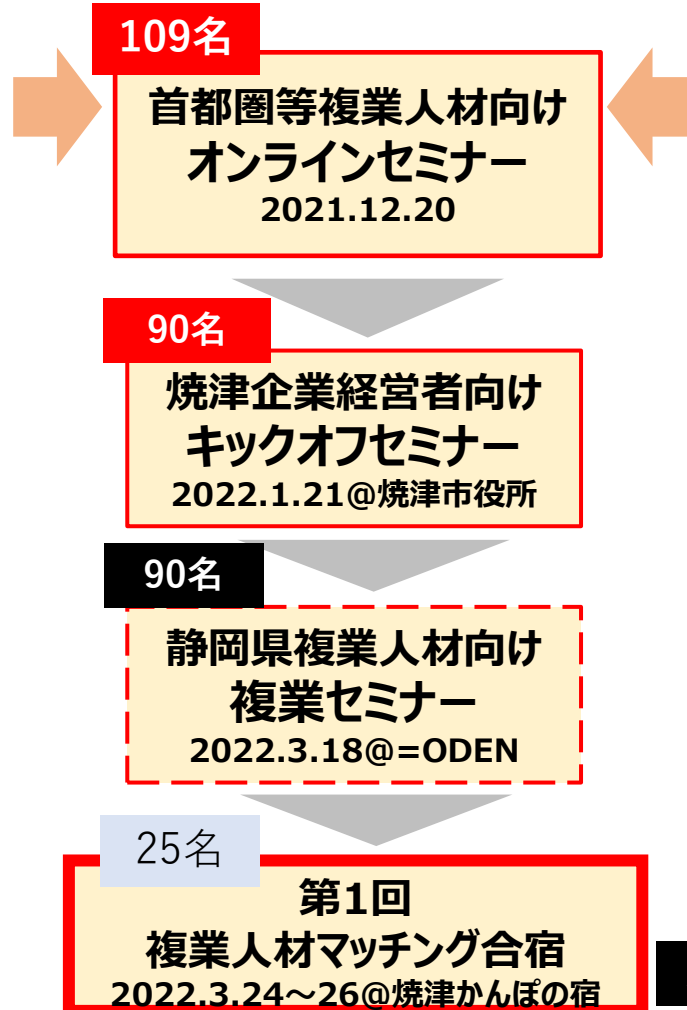 109名
首都圏等複業人材向け
オンラインセミナー
2021.12.20
90名
焼津企業経営者向け
キックオフセミナー
2022.1.21@焼津市役所
90名
静岡県複業人材向け
複業セミナー
2022.3.18@=ODEN
25名
第1回
複業人材マッチング合宿
2022.3.24～26@焼津かんぽの宿